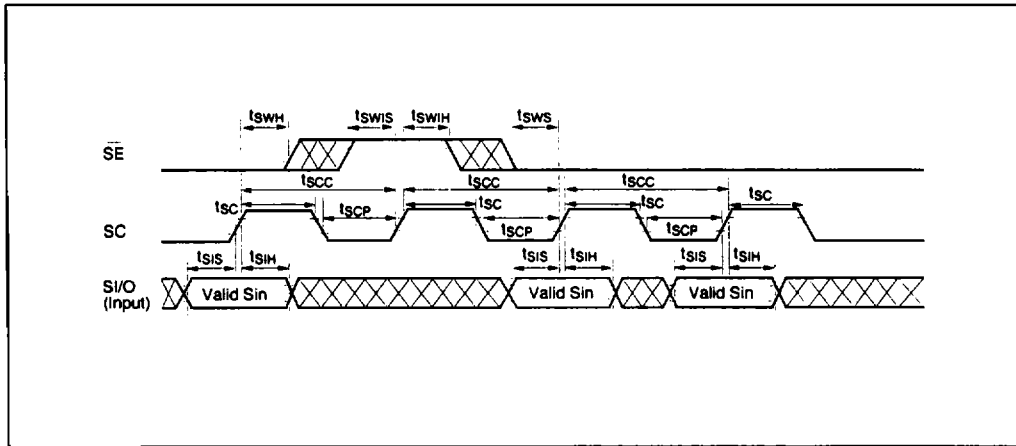 tSWH tSWIS tSWIH tSWS
SE
tSCC tSCC tSCC
tSC tSCP tSC tSCP tSC tSCP tSC
SC
tSIS tSIH tSIS tSIH tSIS tSIH
SI/O
(Input)
Valid Sin Valid Sin Valid Sin